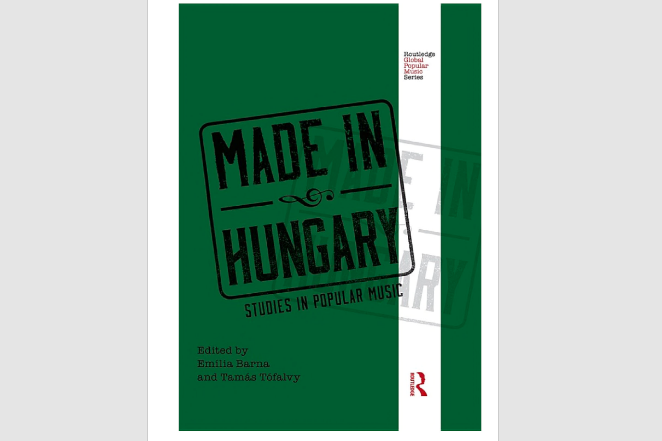 Routledge
Global
Popular
Music
Series
MADE IN
HUNGARY
STUDIES IN POPULAR MUSIC
Edited by
Emília Barna
and Tamás Tófalvy
ROUTLEDGE